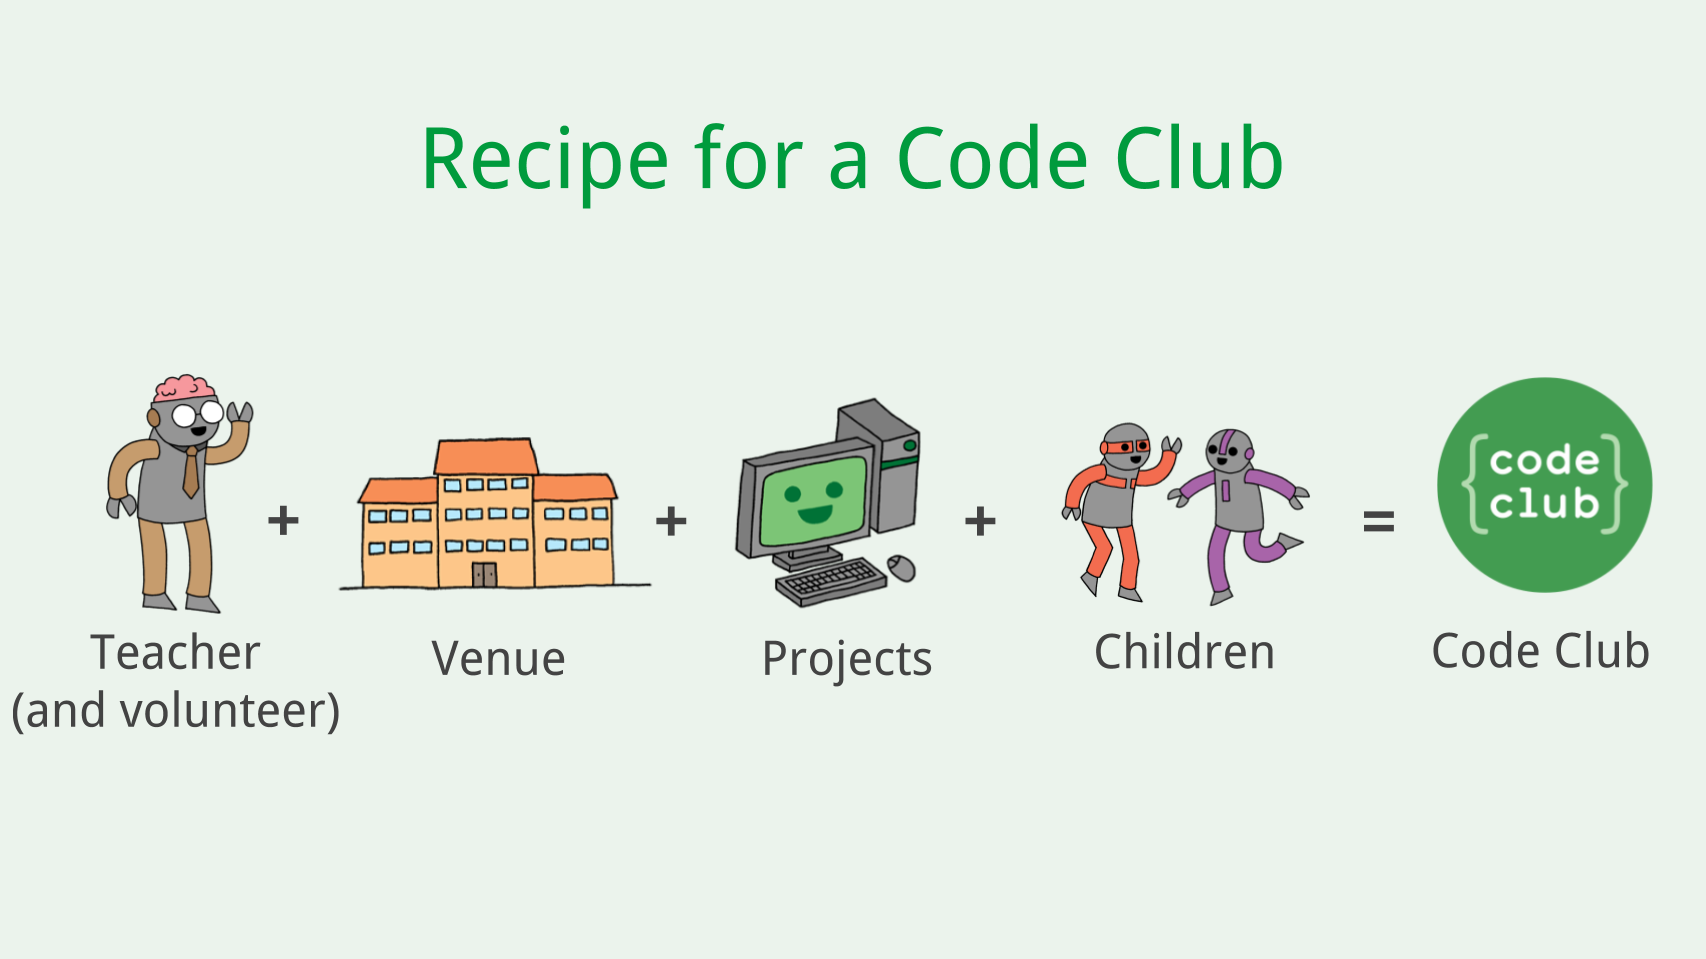 Recipe for a Code Club
+
+
+
=
{code
club}
Teacher
(and volunteer)
Venue
Projects
Children
Code Club